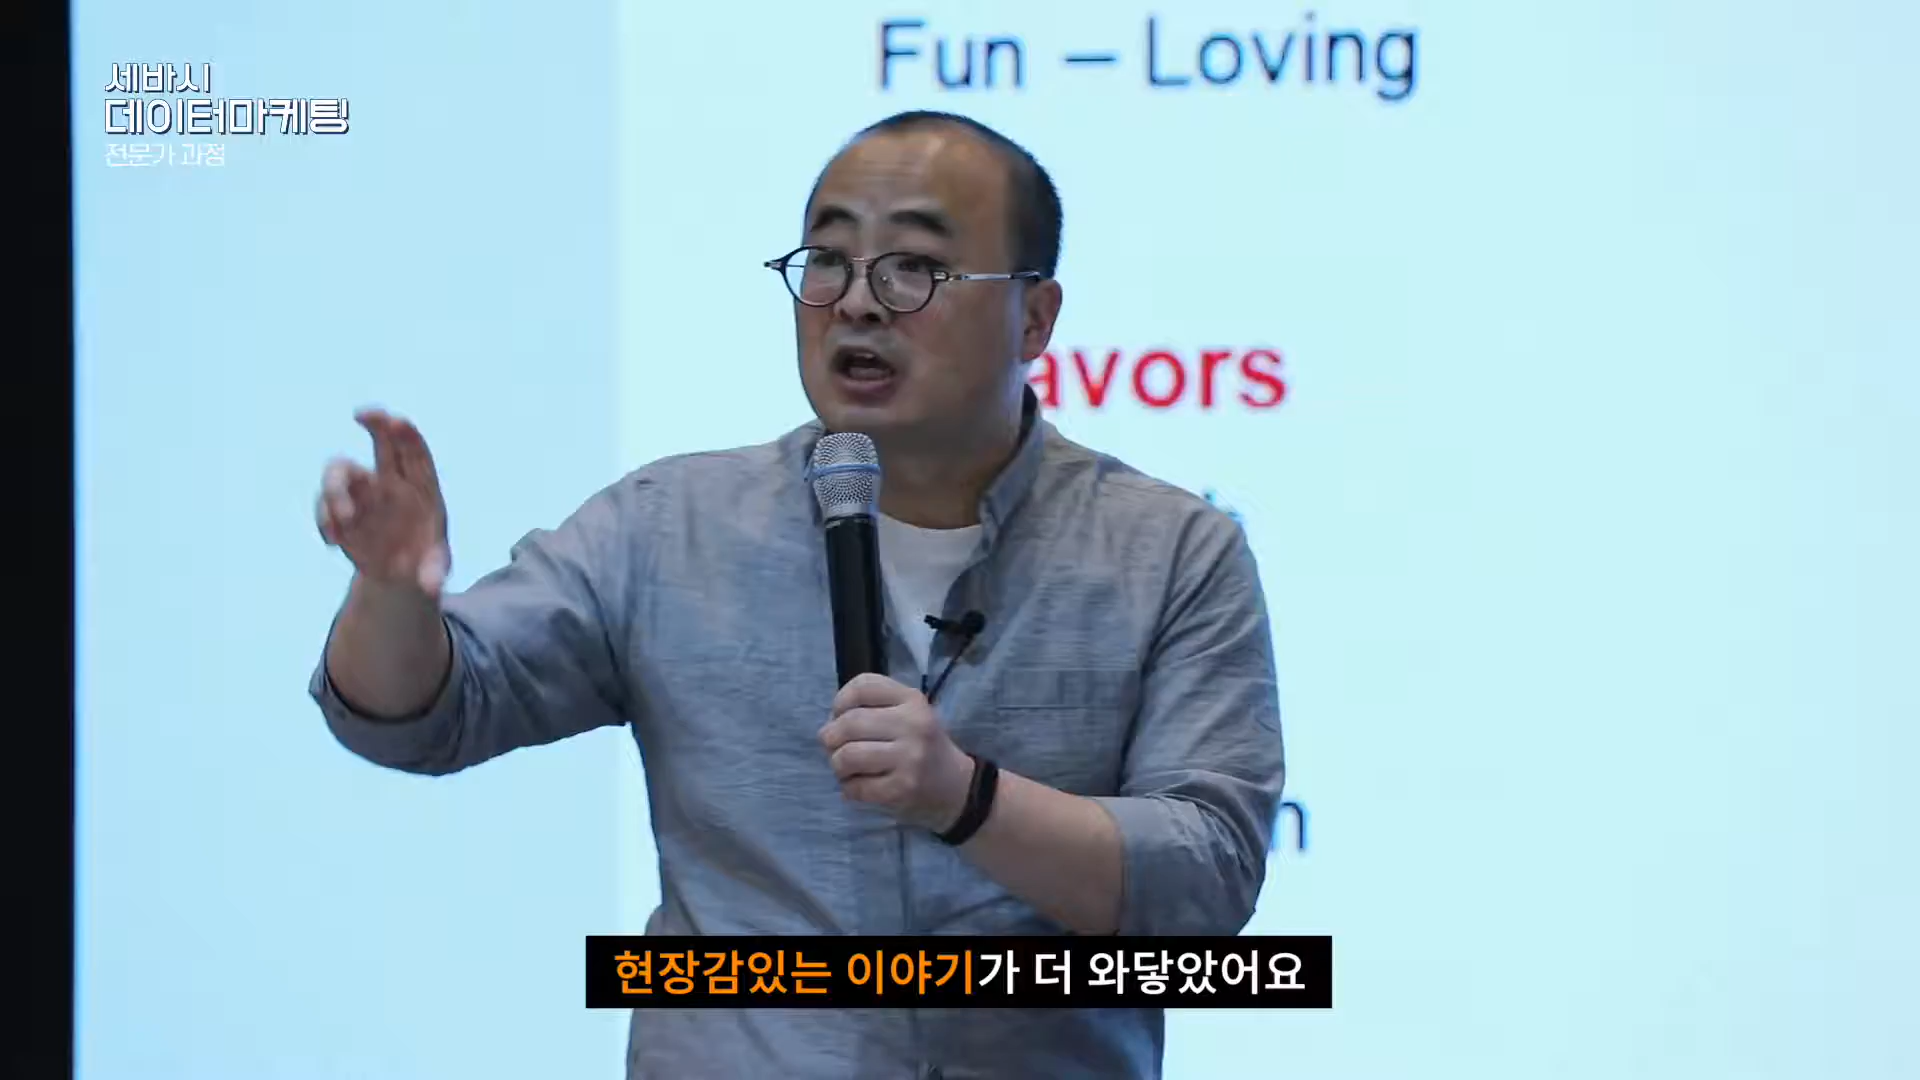 세바시
데이터마케팅
전문가 과정
Fun – Loving
avors
현장감있는 이야기가 더 와닿았어요